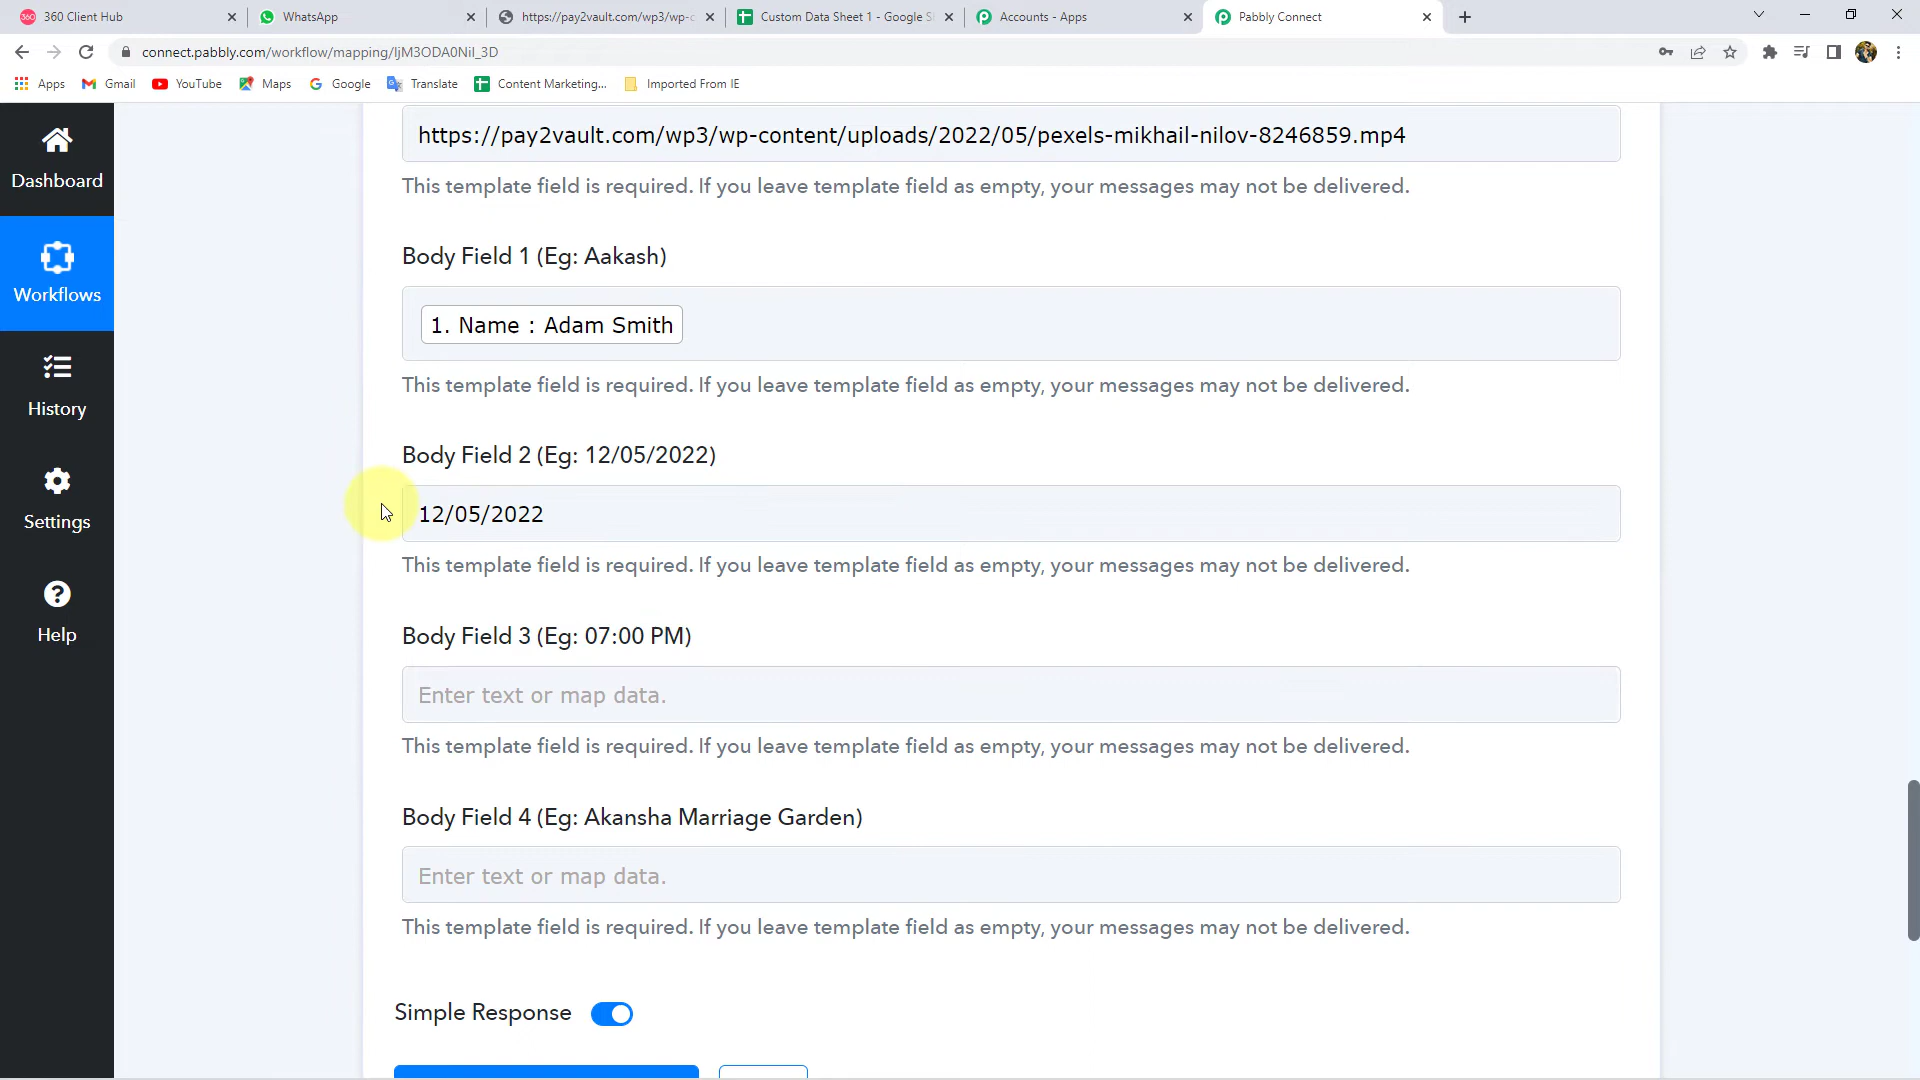 360 Client Hub
WhatsApp
https://pay2vault.com/wp3/wp-c
Custom Data Sheet 1 - Google S
Accounts - Apps
Pabbly Connect
connect.pabbly.com/workflow/mapping/IjM3ODA0NiI_3D
Apps
Gmail
YouTube
Maps
Google
Translate
Content Marketing...
Imported From IE
Dashboard
Workflows
History
Settings
Help
https://pay2vault.com/wp3/wp-content/uploads/2022/05/pexels-mikhail-nilov-8246859.mp4
This template field is required. If you leave template field as empty, your messages may not be delivered.
Body Field 1 (Eg: Aakash)
1. Name : Adam Smith
This template field is required. If you leave template field as empty, your messages may not be delivered.
Body Field 2 (Eg: 12/05/2022)
12/05/2022
This template field is required. If you leave template field as empty, your messages may not be delivered.
Body Field 3 (Eg: 07:00 PM)
Enter text or map data.
This template field is required. If you leave template field as empty, your messages may not be delivered.
Body Field 4 (Eg: Akansha Marriage Garden)
Enter text or map data.
This template field is required. If you leave template field as empty, your messages may not be delivered.
Simple Response